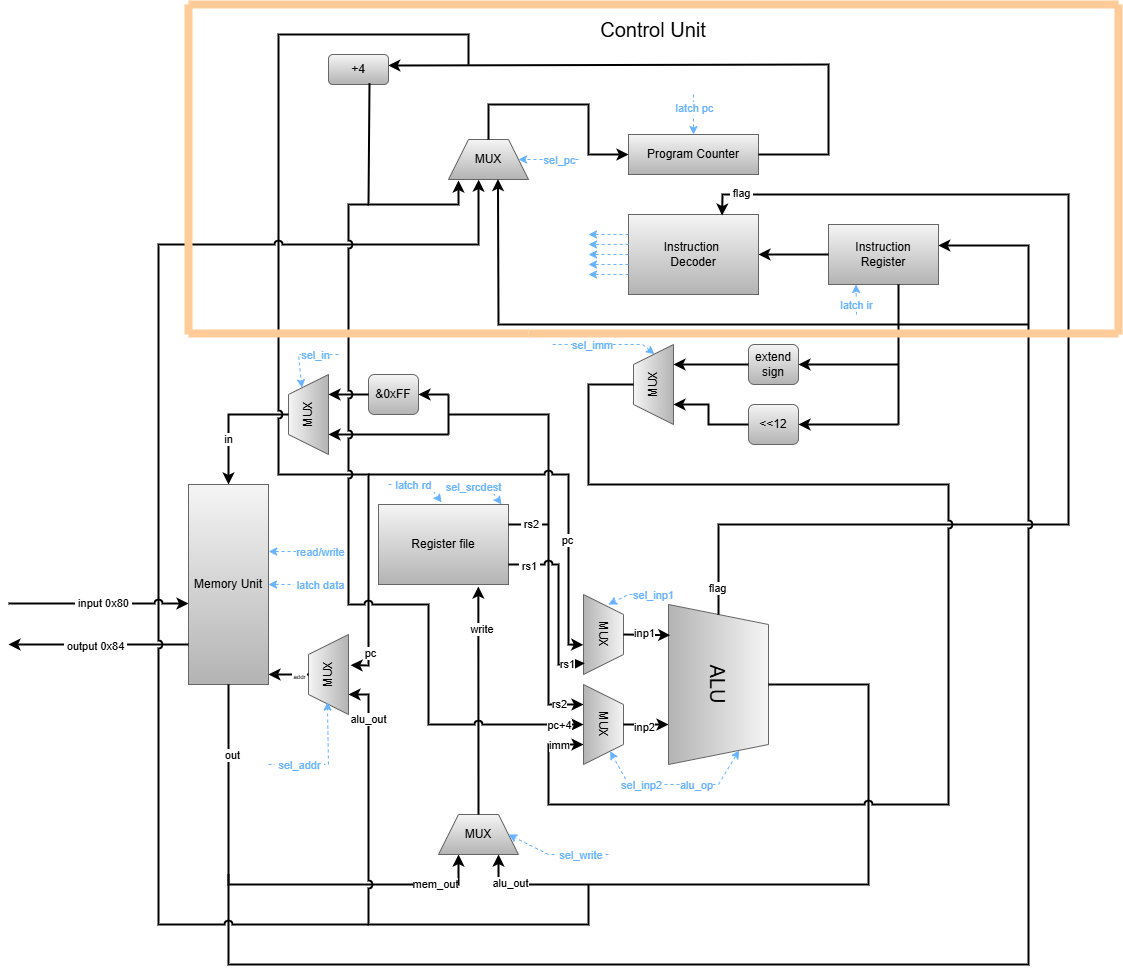 Control Unit
+4
latch pc
MUX
sel_pc
Program Counter
flag
Instruction
Decoder
Instruction
Register
latch ir
sel_in
sel_imm
MUX
extend
sign
&0xFF
MUX
<<12
in
latch rd
sel_srcdest
rs2
Register file
pc
rs1
read/write
Memory Unit
latch data
flag
sel_inp1
input 0x80
write
MUX
inp1
output 0x84
pc
rs1
MUX
addr
ALU
rs2
alu_out
pc+4
MUX
inp2
imm
out
sel_addr
sel_inp2
alu_op
MUX
sel_write
mem_out
alu_out